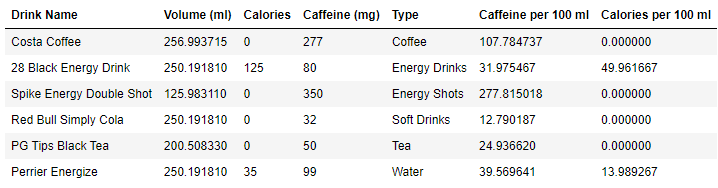 Drink Name Volume (ml) Calories Caffeine (mg) Type Caffeine per 100 ml Calories per 100 ml
Costa Coffee 256.993715 0 277 Coffee 107.784737 0.000000
28 Black Energy Drink 250.191810 125 80 Energy Drinks 31.975467 49.961667
Spike Energy Double Shot 125.983110 0 350 Energy Shots 277.815018 0.000000
Red Bull Simply Cola 250.191810 0 32 Soft Drinks 12.790187 0.000000
PG Tips Black Tea 200.508330 0 50 Tea 24.936620 0.000000
Perrier Energize 250.191810 35 99 Water 39.569641 13.989267